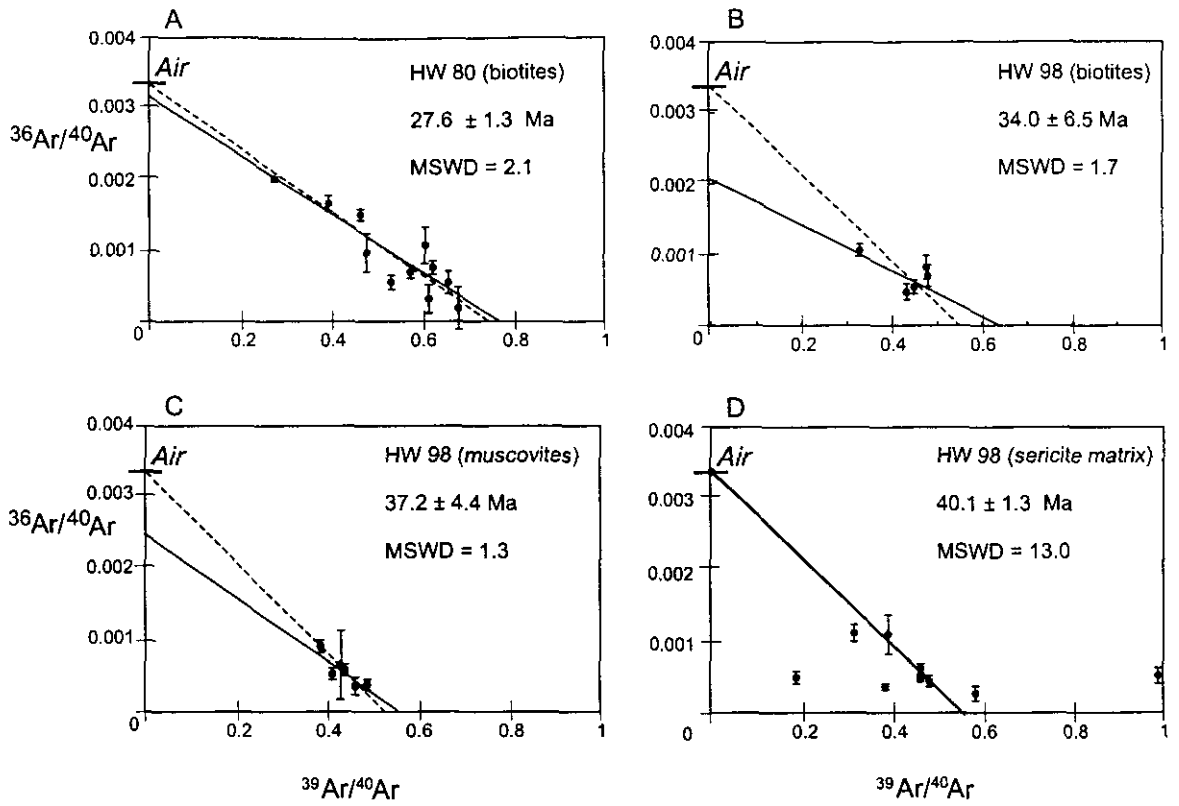 A
0.004
Air
0.003
³⁶Ar/⁴⁰Ar
0.002
0.001
0
0.2
0.4
0.6
0.8
1
HW 80 (biotites)
27.6 ± 1.3 Ma
MSWD = 2.1
B
0.004
Air
0.003
0.002
0.001
0
0.2
0.4
0.6
0.8
1
HW 98 (biotites)
34.0 ± 6.5 Ma
MSWD = 1.7
C
0.004
Air
0.003
³⁶Ar/⁴⁰Ar
0.002
0.001
0
0.2
0.4
0.6
0.8
1
HW 98 (muscovites)
37.2 ± 4.4 Ma
MSWD = 1.3
³⁹Ar/⁴⁰Ar
D
0.004
Air
0.003
0.002
0.001
0
0.2
0.4
0.6
0.8
1
HW 98 (sericite matrix)
40.1 ± 1.3 Ma
MSWD = 13.0
³⁹Ar/⁴⁰Ar